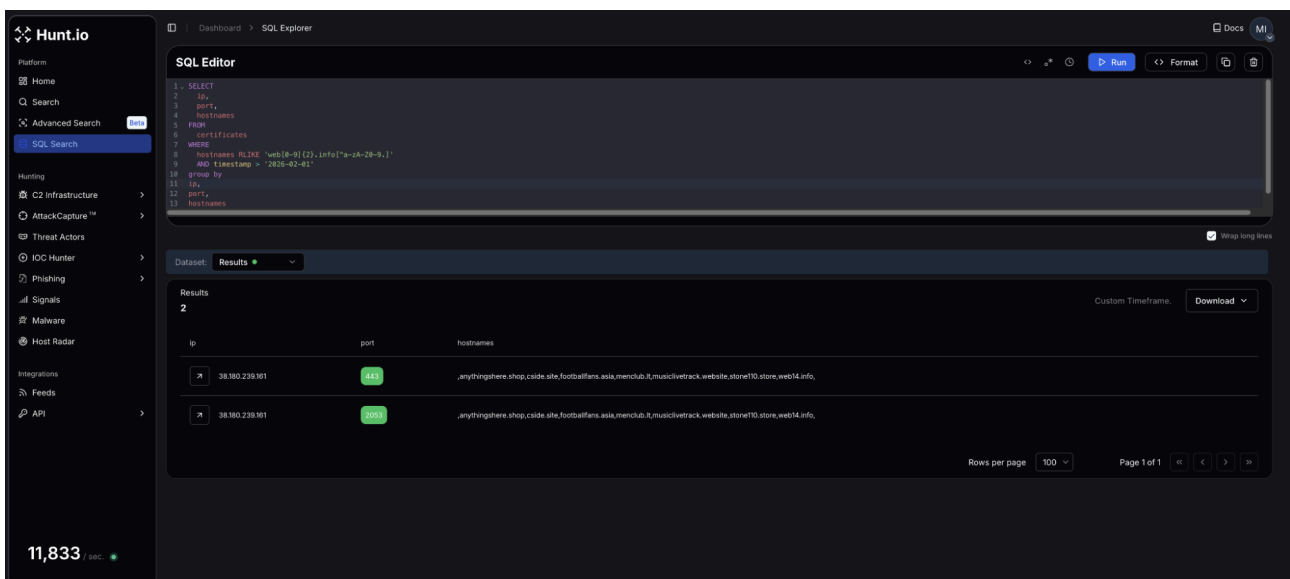 Hunt.io
Dashboard > SQL Explorer
Docs
MI
Platform
Home
Search
Advanced Search Beta
SQL Search
Hunting
C2 Infrastructure
AttackCapture™
Threat Actors
IOC Hunter
Phishing
Signals
Malware
Host Radar
Integrations
Feeds
API
11,833 / sec.
SQL Editor
Run
<> Format
1 SELECT
2 ip,
3 port,
4 hostnames
5 FROM
6 certificates
7 WHERE
8 hostnames RLIKE 'web[0-9]{2}.info[^a-zA-Z0-9.]'
9 AND timestamp > '2026-02-01'
10 group by
11 ip,
12 port,
13 hostnames
Wrap long lines
Dataset: Results
Results
2
Custom Timeframe.
Download
ip port hostnames
38.180.239.161 443 ,anythingshere.shop,cside.site,footballfans.asia,menclub.lt,musiclivetrack.website,stone110.store,web14.info,
38.180.239.161 2053 ,anythingshere.shop,cside.site,footballfans.asia,menclub.lt,musiclivetrack.website,stone110.store,web14.info,
Rows per page 100 Page 1 of 1 « < > »